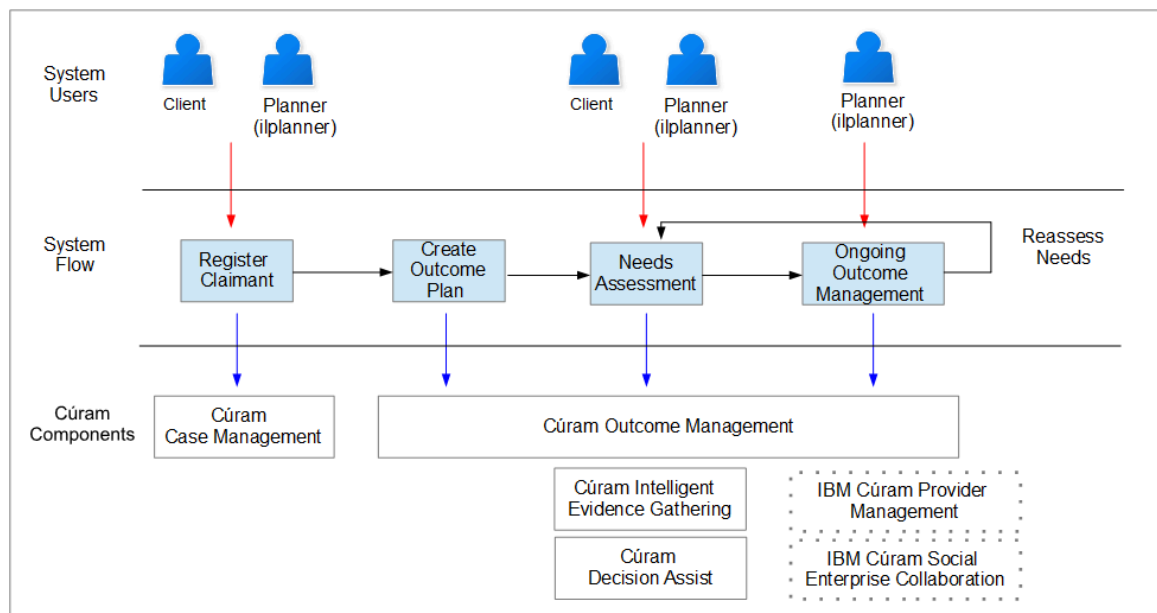 System
Users
Client
Planner
(ilplanner)
Client
Planner
(ilplanner)
Planner
(ilplanner)
System
Flow
Register
Claimant
Create
Outcome
Plan
Needs
Assessment
Ongoing
Outcome
Management
Reassess
Needs
Cúram
Components
Cúram
Case Management
Cúram Outcome Management
Cúram Intelligent
Evidence Gathering
IBM Cúram Provider
Management
Cúram
Decision Assist
IBM Cúram Social
Enterprise Collaboration